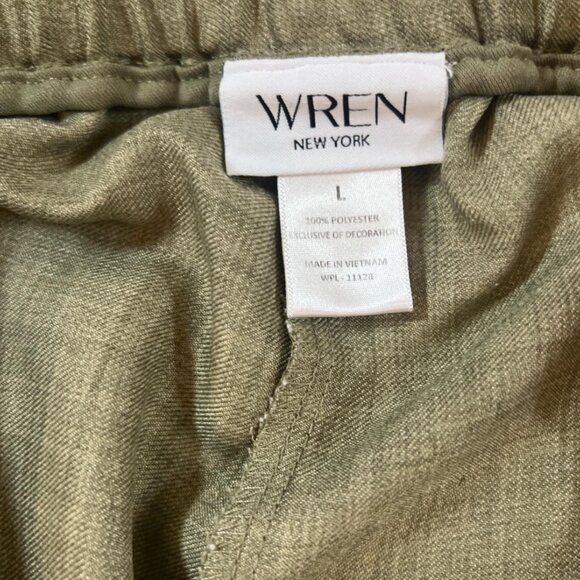 WREN
NEW YORK
L
100% POLYESTER
EXCLUSIVE OF DECORATION
MADE IN VIETNAM
WPL - 11128